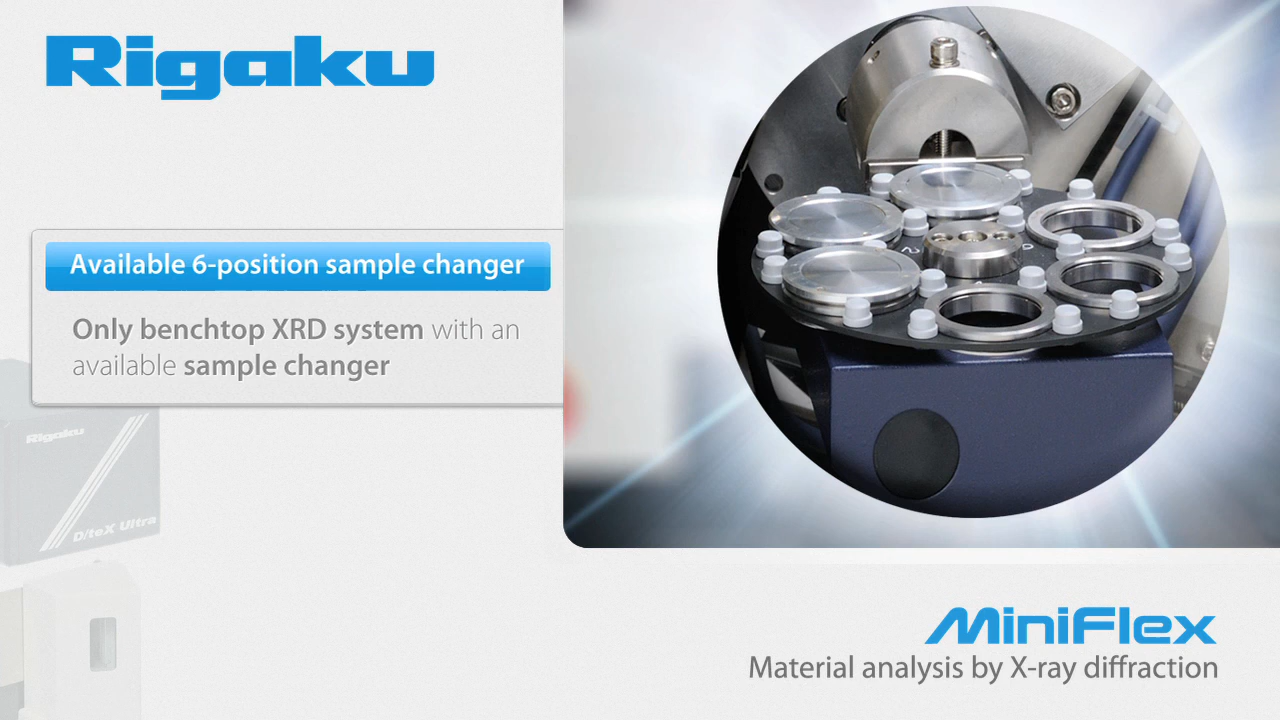 Rigaku
Available 6-position sample changer
Only benchtop XRD system with an
available sample changer
Rigaku
D/teX Ultra
MiniFlex
Material analysis by X-ray diffraction